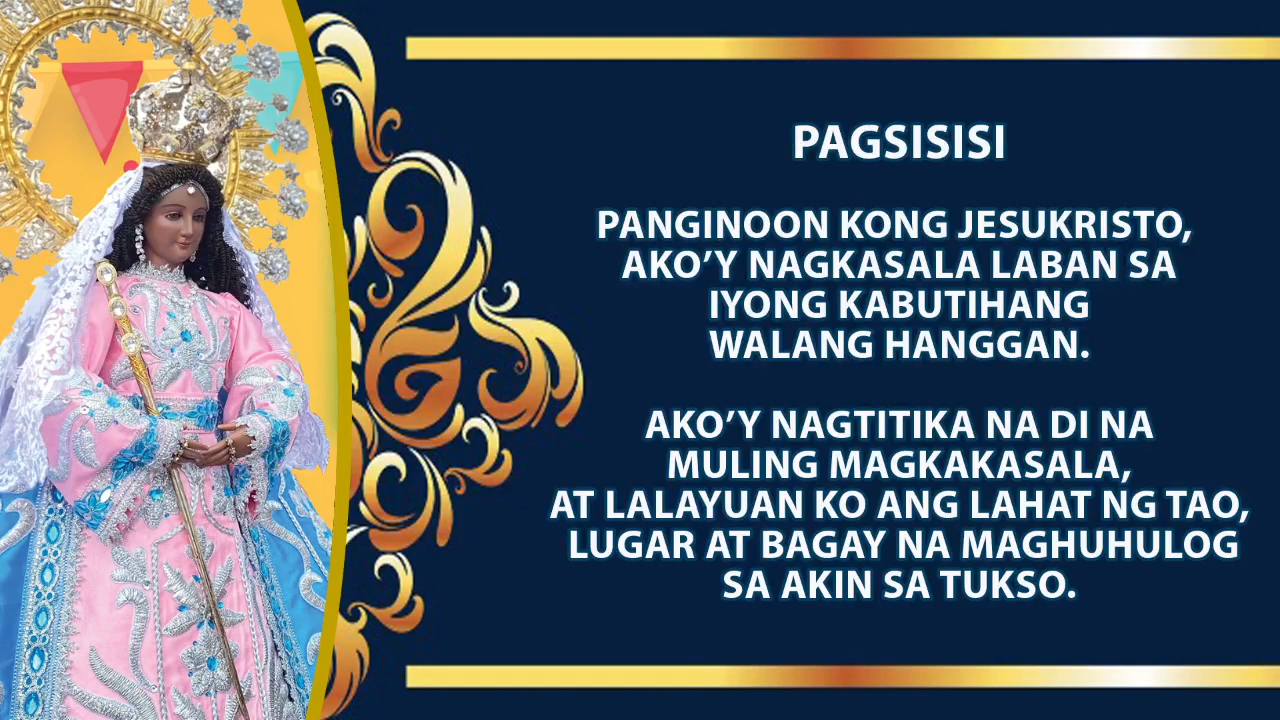 PAGSISISI
PANGINOON KONG JESUKRISTO,
AKO’Y NAGKASALA LABAN SA
IYONG KABUTIHANG
WALANG HANGGAN.
AKO’Y NAGTITIKA NA DI NA
MULING MAGKAKASALA,
AT LALAYUAN KO ANG LAHAT NG TAO,
LUGAR AT BAGAY NA MAGHUHULOG
SA AKIN SA TUKSO.